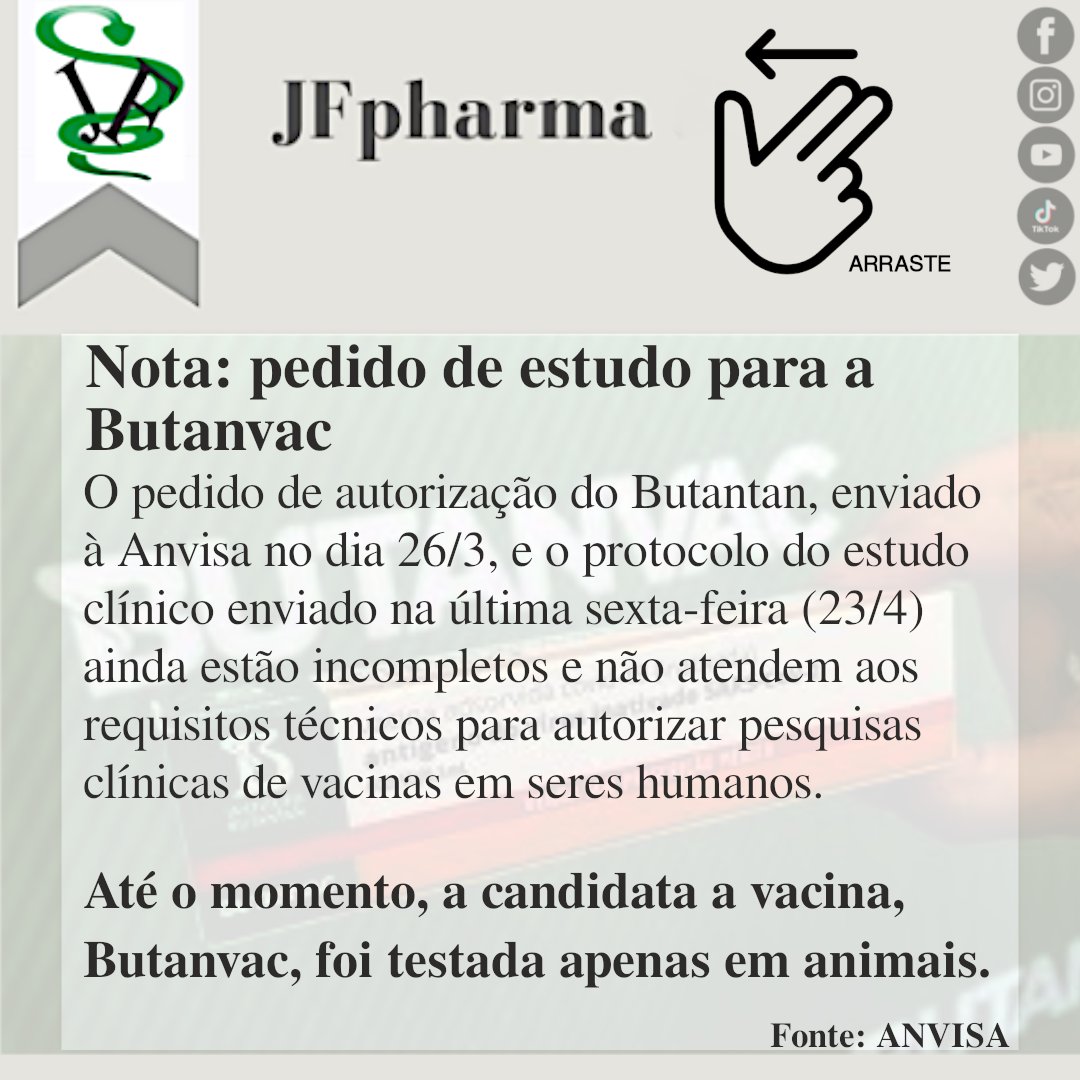 JFpharma
ARRASTE
TikTok
Nota: pedido de estudo para a
Butanvac
O pedido de autorização do Butantan, enviado
à Anvisa no dia 26/3, e o protocolo do estudo
clínico enviado na última sexta-feira (23/4)
ainda estão incompletos e não atendem aos
requisitos técnicos para autorizar pesquisas
clínicas de vacinas em seres humanos.
Até o momento, a candidata a vacina,
Butanvac, foi testada apenas em animais.
Fonte: ANVISA
BUTANVAC